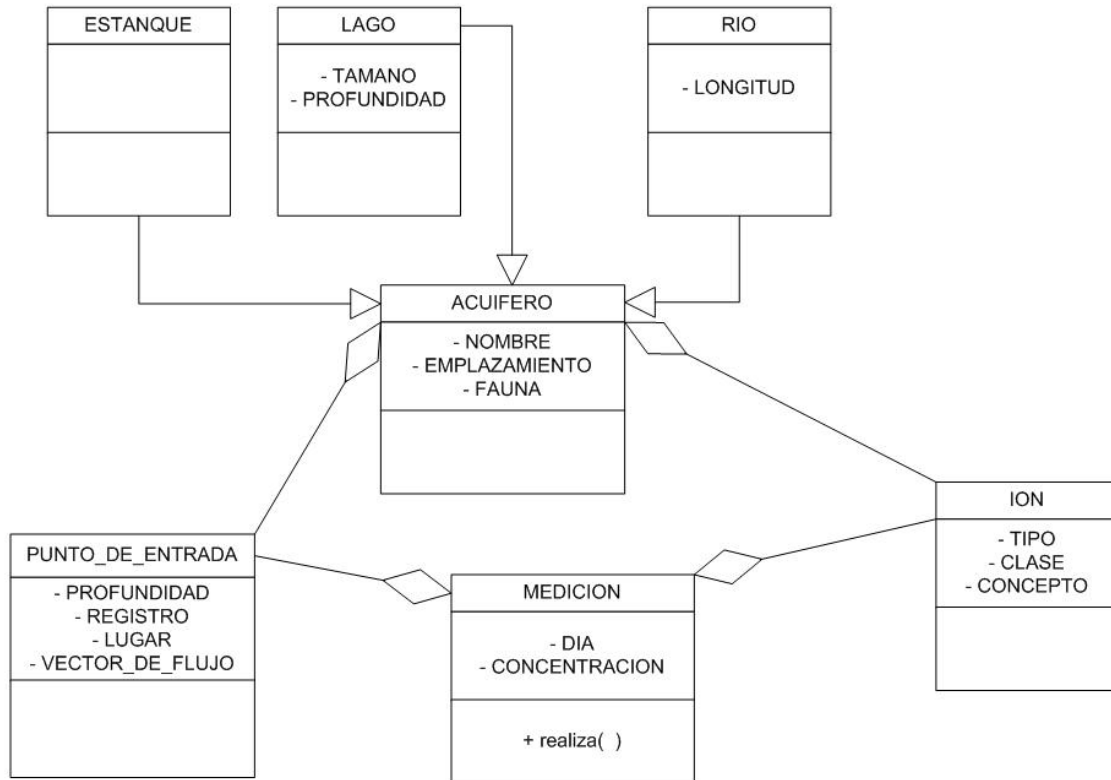 ESTANQUE
LAGO
- TAMANO
- PROFUNDIDAD
RIO
- LONGITUD
ACUIFERO
- NOMBRE
- EMPLAZAMIENTO
- FAUNA
PUNTO_DE_ENTRADA
- PROFUNDIDAD
- REGISTRO
- LUGAR
- VECTOR_DE_FLUJO
MEDICION
- DIA
- CONCENTRACION
+ realiza( )
ION
- TIPO
- CLASE
- CONCEPTO